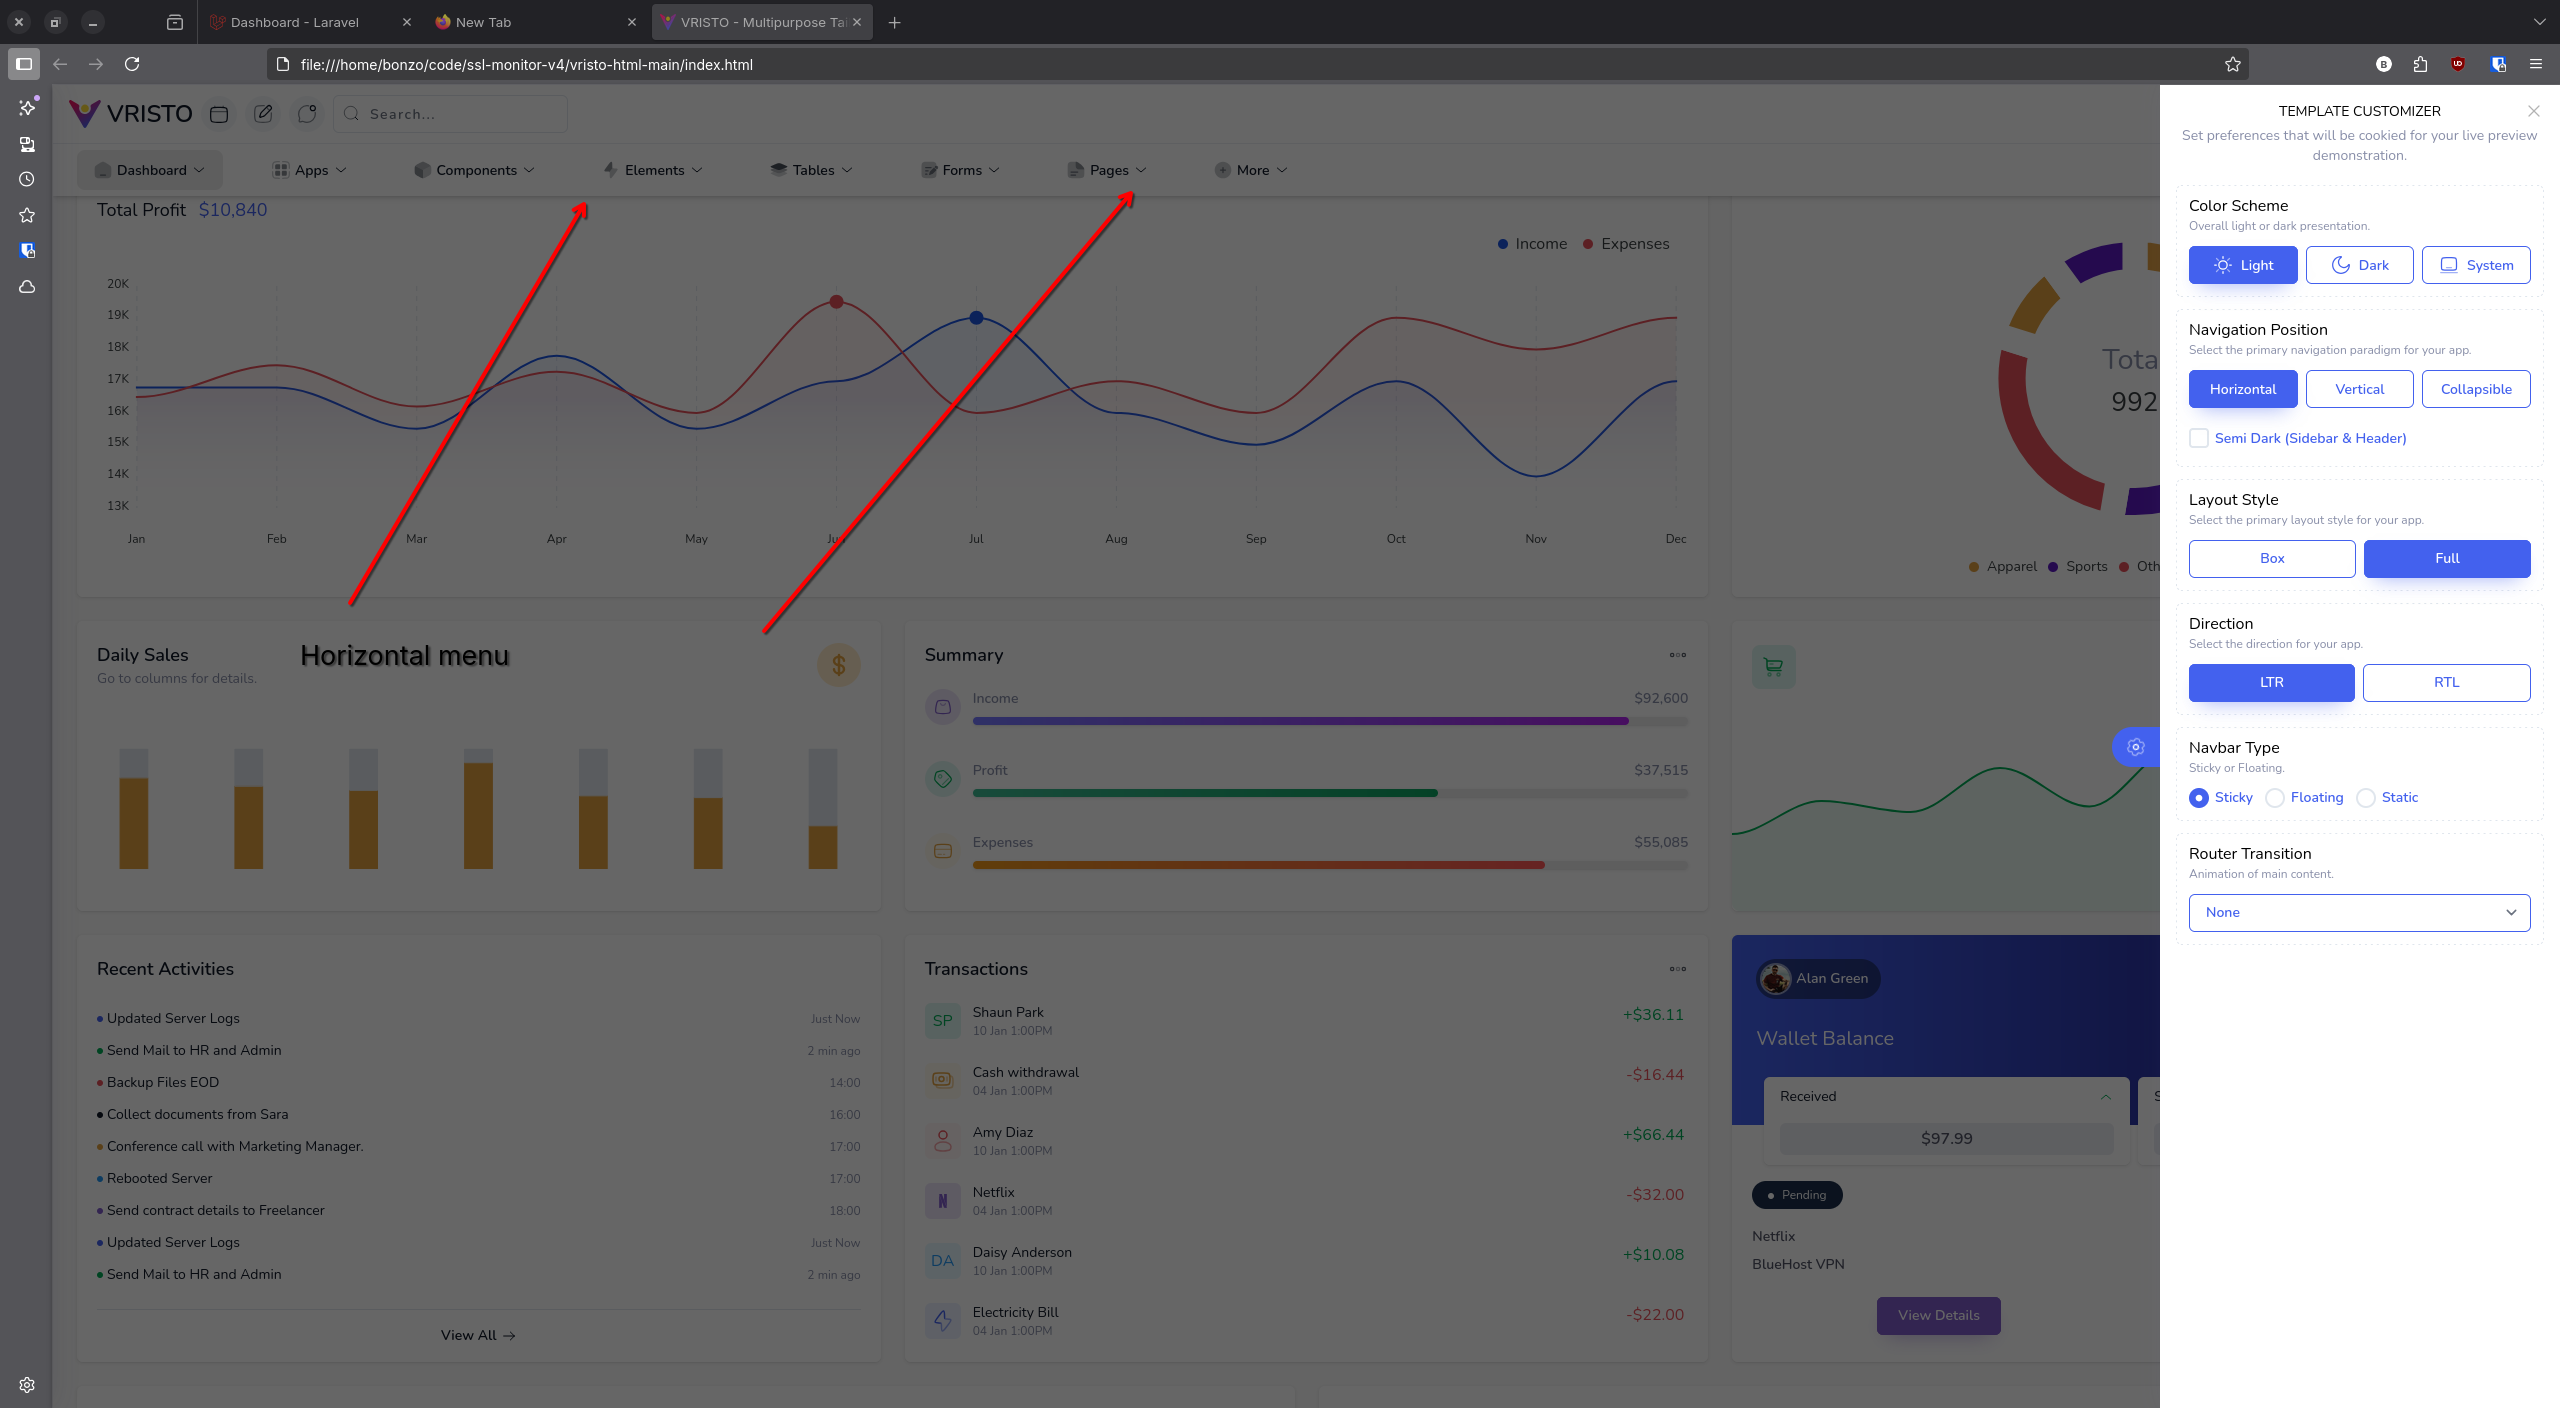 Dashboard - Laravel
New Tab
VRISTO - Multipurpose Tai
file:///home/bonzo/code/ssl-monitor-v4/vristo-html-main/index.html
VRISTO
Search...
Dashboard
Apps
Components
Elements
Tables
Forms
Pages
More
Total Profit $10,840
Income
Expenses
20K
19K
18K
17K
16K
15K
14K
13K
Jan
Feb
Mar
Apr
May
Jun
Jul
Aug
Sep
Oct
Nov
Dec
Tota
992
Apparel
Sports
Oth
Daily Sales
Go to columns for details.
Horizontal menu
$
Summary
Income
$92,600
Profit
$37,515
Expenses
$55,085
Recent Activities
Updated Server Logs
Just Now
Send Mail to HR and Admin
2 min ago
Backup Files EOD
14:00
Collect documents from Sara
16:00
Conference call with Marketing Manager.
17:00
Rebooted Server
17:00
Send contract details to Freelancer
18:00
Updated Server Logs
Just Now
Send Mail to HR and Admin
2 min ago
View All
Transactions
SP
Shaun Park
10 Jan 1:00PM
+$36.11
Cash withdrawal
04 Jan 1:00PM
-$16.44
Amy Diaz
10 Jan 1:00PM
+$66.44
N
Netflix
04 Jan 1:00PM
-$32.00
DA
Daisy Anderson
10 Jan 1:00PM
+$10.08
Electricity Bill
04 Jan 1:00PM
-$22.00
Alan Green
Wallet Balance
Received
$97.99
S
Pending
Netflix
BlueHost VPN
View Details
TEMPLATE CUSTOMIZER
Set preferences that will be cookied for your live preview
demonstration.
Color Scheme
Overall light or dark presentation.
Light
Dark
System
Navigation Position
Select the primary navigation paradigm for your app.
Horizontal
Vertical
Collapsible
Semi Dark (Sidebar & Header)
Layout Style
Select the primary layout style for your app.
Box
Full
Direction
Select the direction for your app.
LTR
RTL
Navbar Type
Sticky or Floating.
Sticky
Floating
Static
Router Transition
Animation of main content.
None